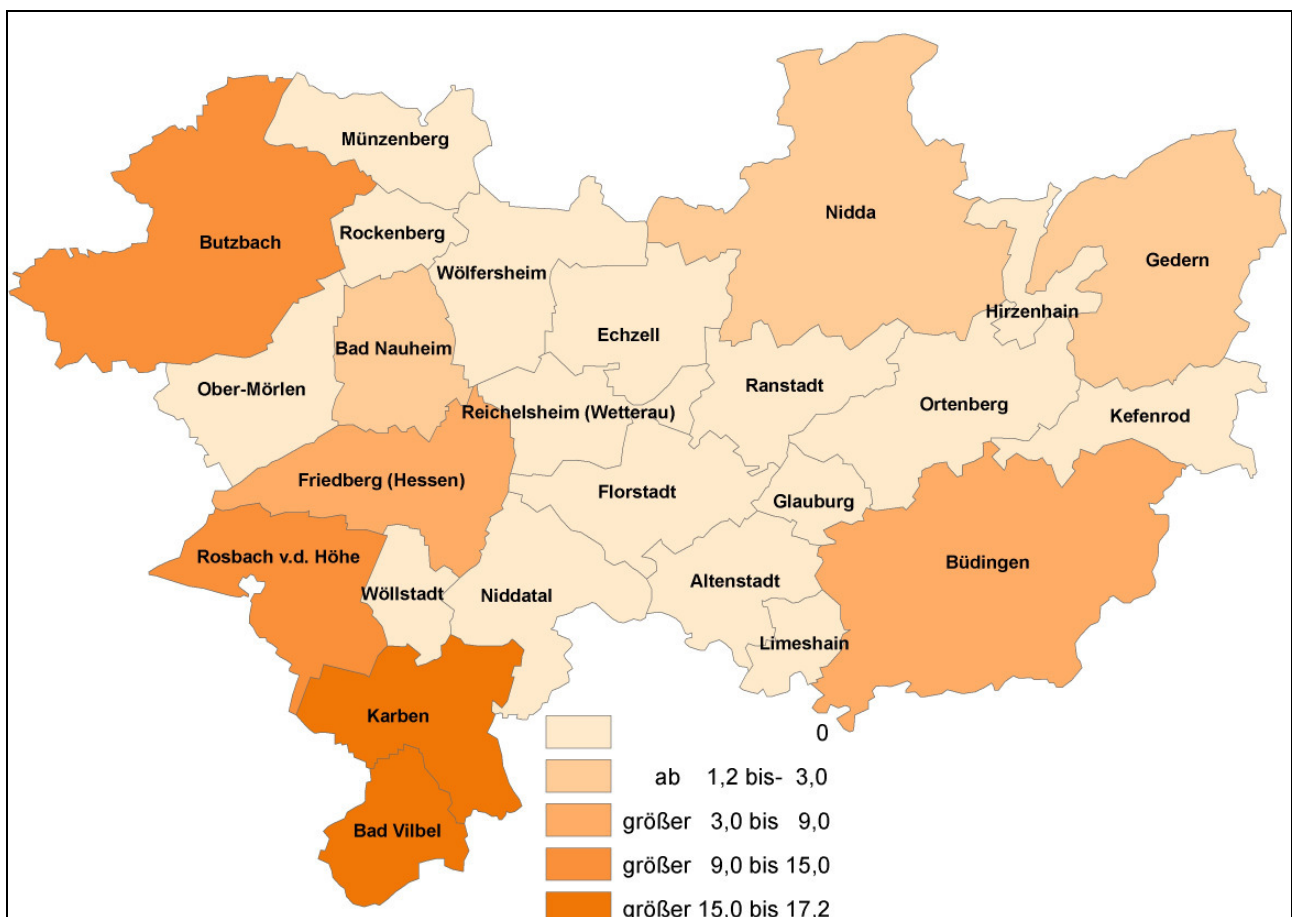 Münzenberg
Nidda
Rockenberg
Butzbach
Gedern
Wölfersheim
Hirzenhain
Echzell
Bad Nauheim
Ranstadt
Ober-Mörlen
Ortenberg
Reichelsheim (Wetterau)
Kefenrod
Friedberg (Hessen)
Florstadt
Glauburg
Rosbach v.d. Höhe
Büdingen
Altenstadt
Wöllstadt
Niddatal
Limeshain
Karben
Bad Vilbel
0
ab 1,2 bis- 3,0
größer 3,0 bis 9,0
größer 9,0 bis 15,0
größer 15,0 bis 17,2